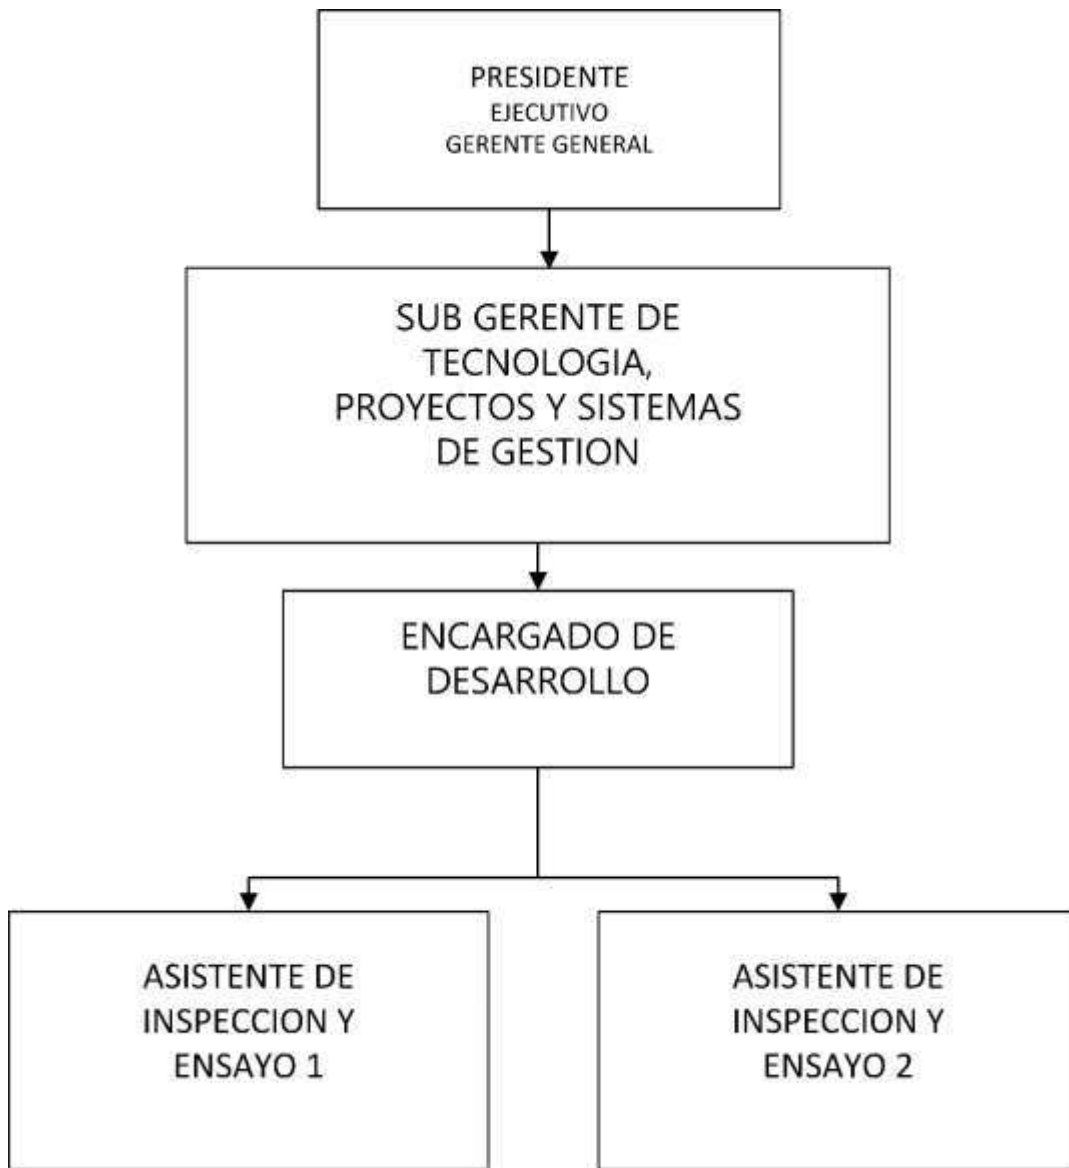 PRESIDENTE
EJECUTIVO
GERENTE GENERAL
SUB GERENTE DE
TECNOLOGIA,
PROYECTOS Y SISTEMAS
DE GESTION
ENCARGADO DE
DESARROLLO
ASISTENTE DE
INSPECCION Y
ENSAYO 1
ASISTENTE DE
INSPECCION Y
ENSAYO 2